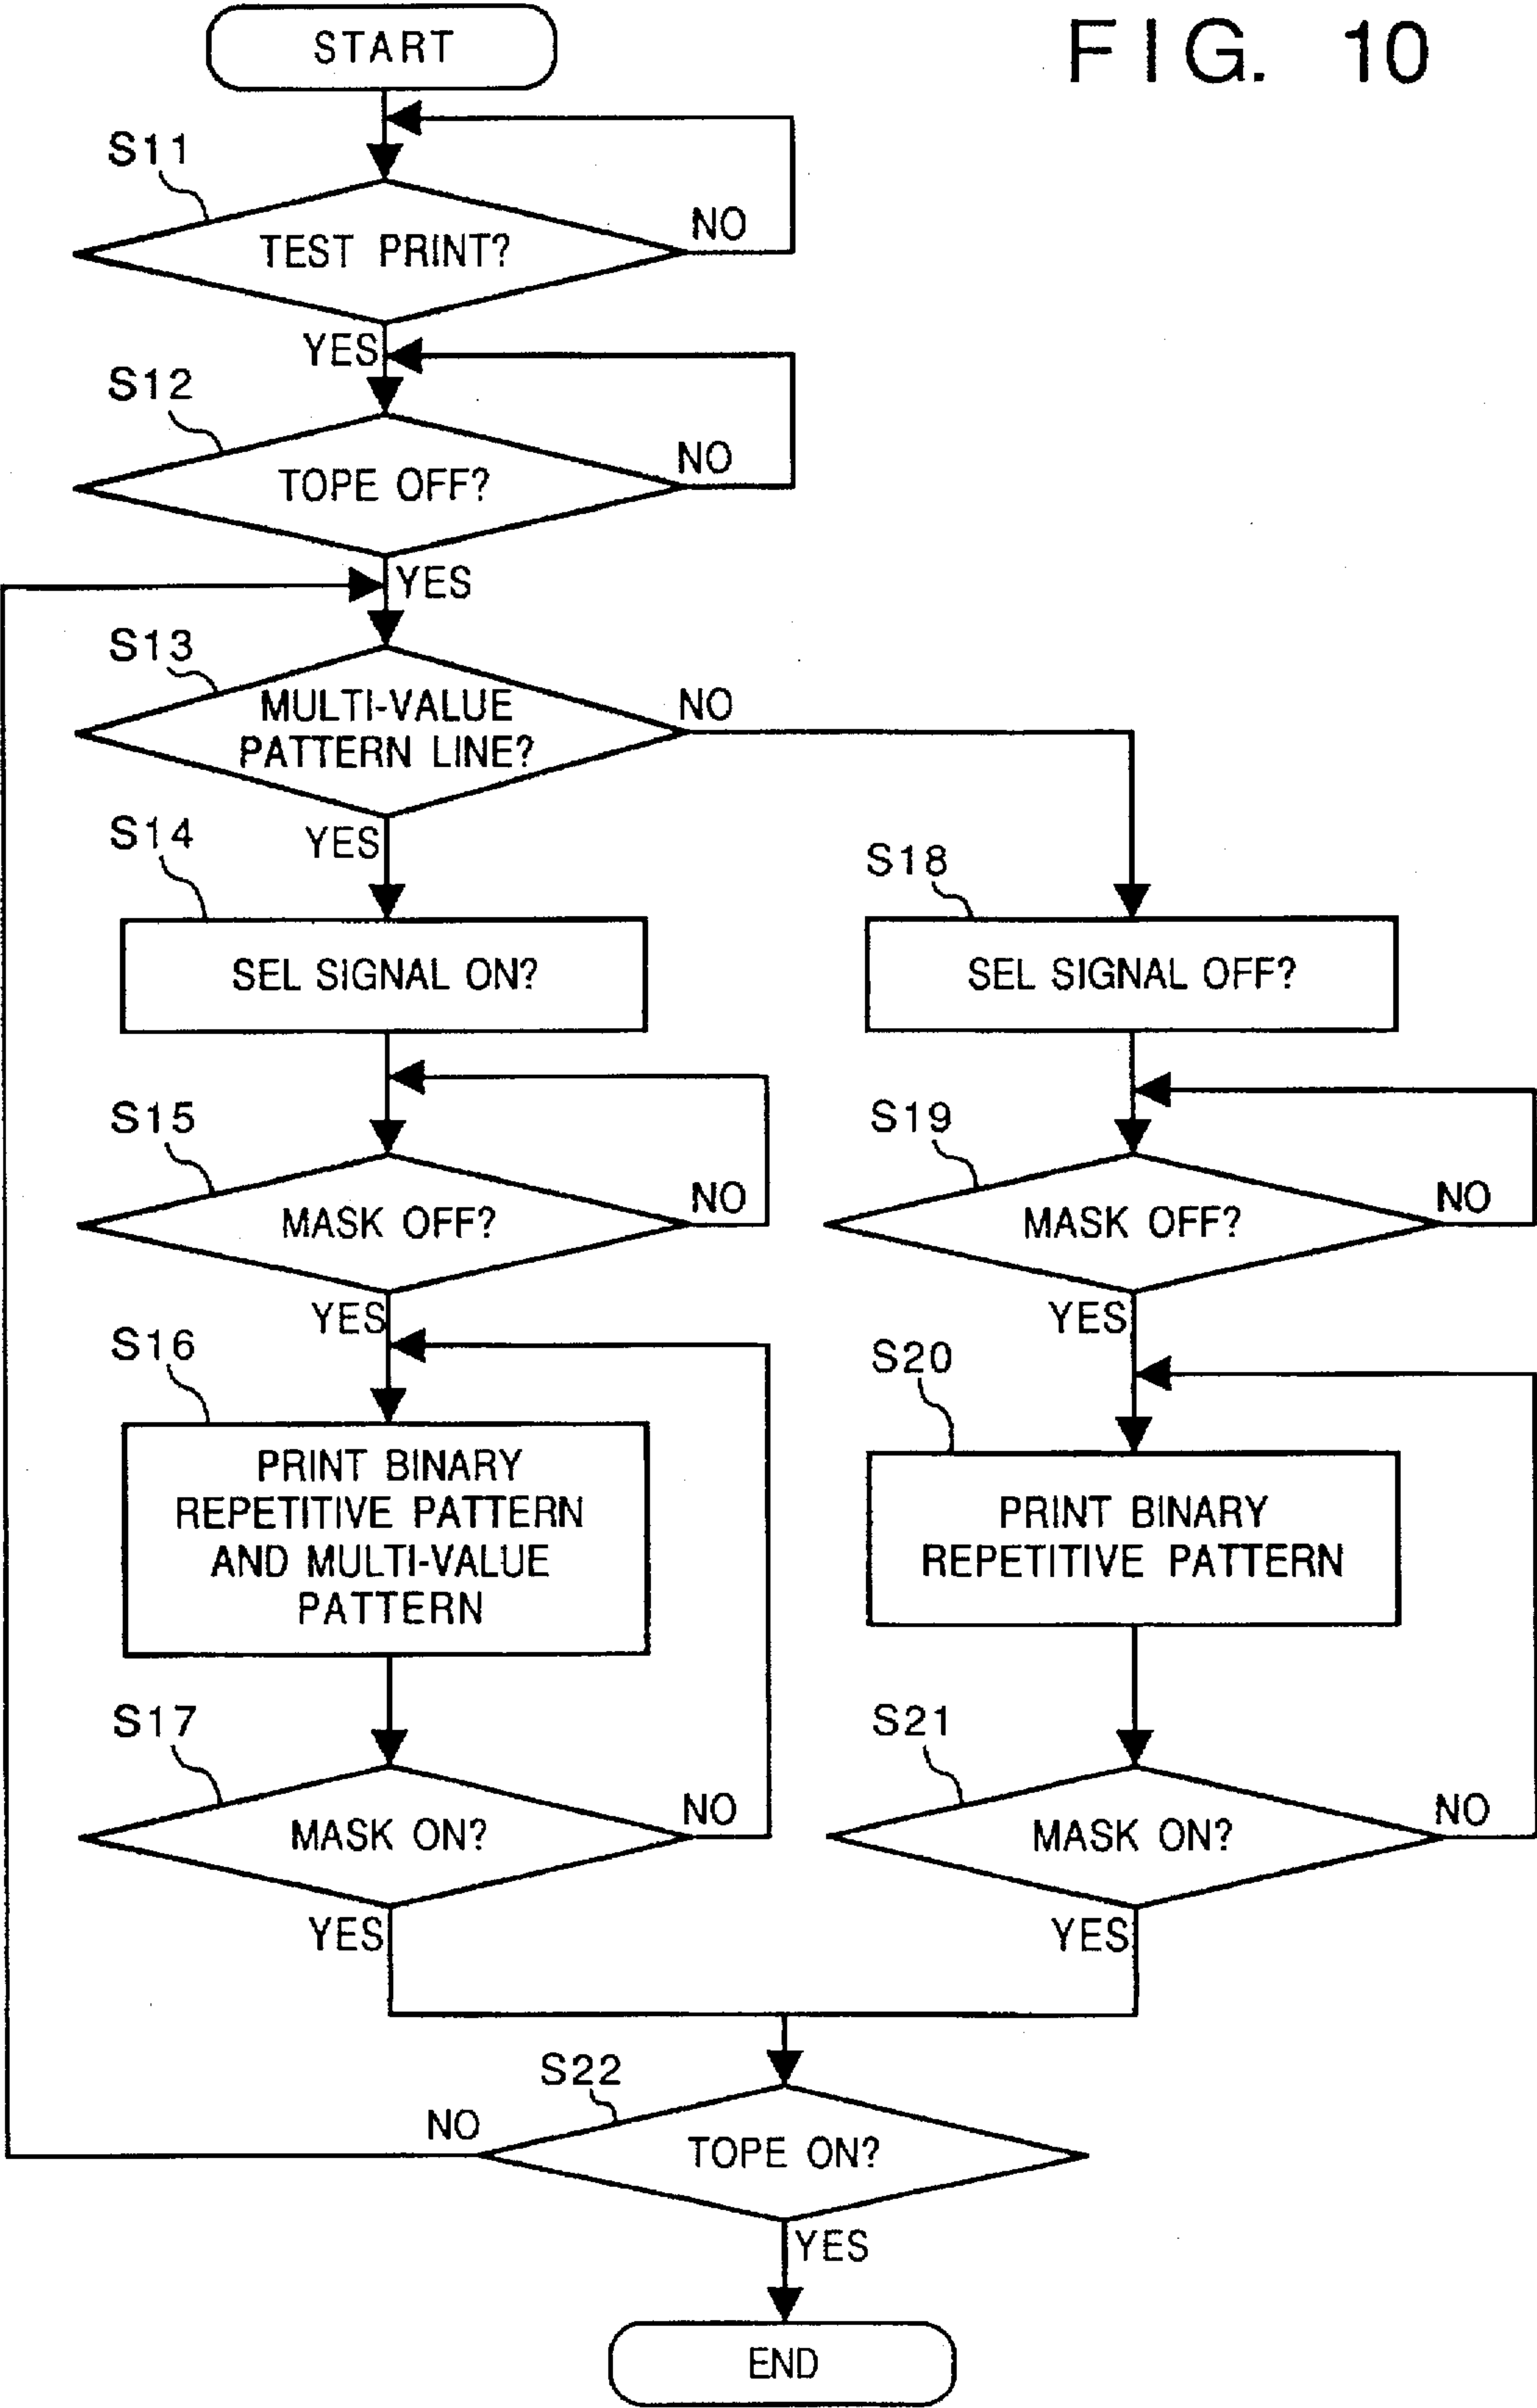 START
FIG. 10
S11
TEST PRINT?
NO
YES
S12
TOPE OFF?
NO
YES
S13
MULTI-VALUE
PATTERN LINE?
NO
YES
S14
SEL SIGNAL ON?
S18
SEL SIGNAL OFF?
S15
MASK OFF?
NO
YES
S19
MASK OFF?
NO
YES
S16
PRINT BINARY
REPETITIVE PATTERN
AND MULTI-VALUE
PATTERN
S20
PRINT BINARY
REPETITIVE PATTERN
S17
MASK ON?
NO
YES
S21
MASK ON?
NO
YES
S22
TOPE ON?
NO
YES
END